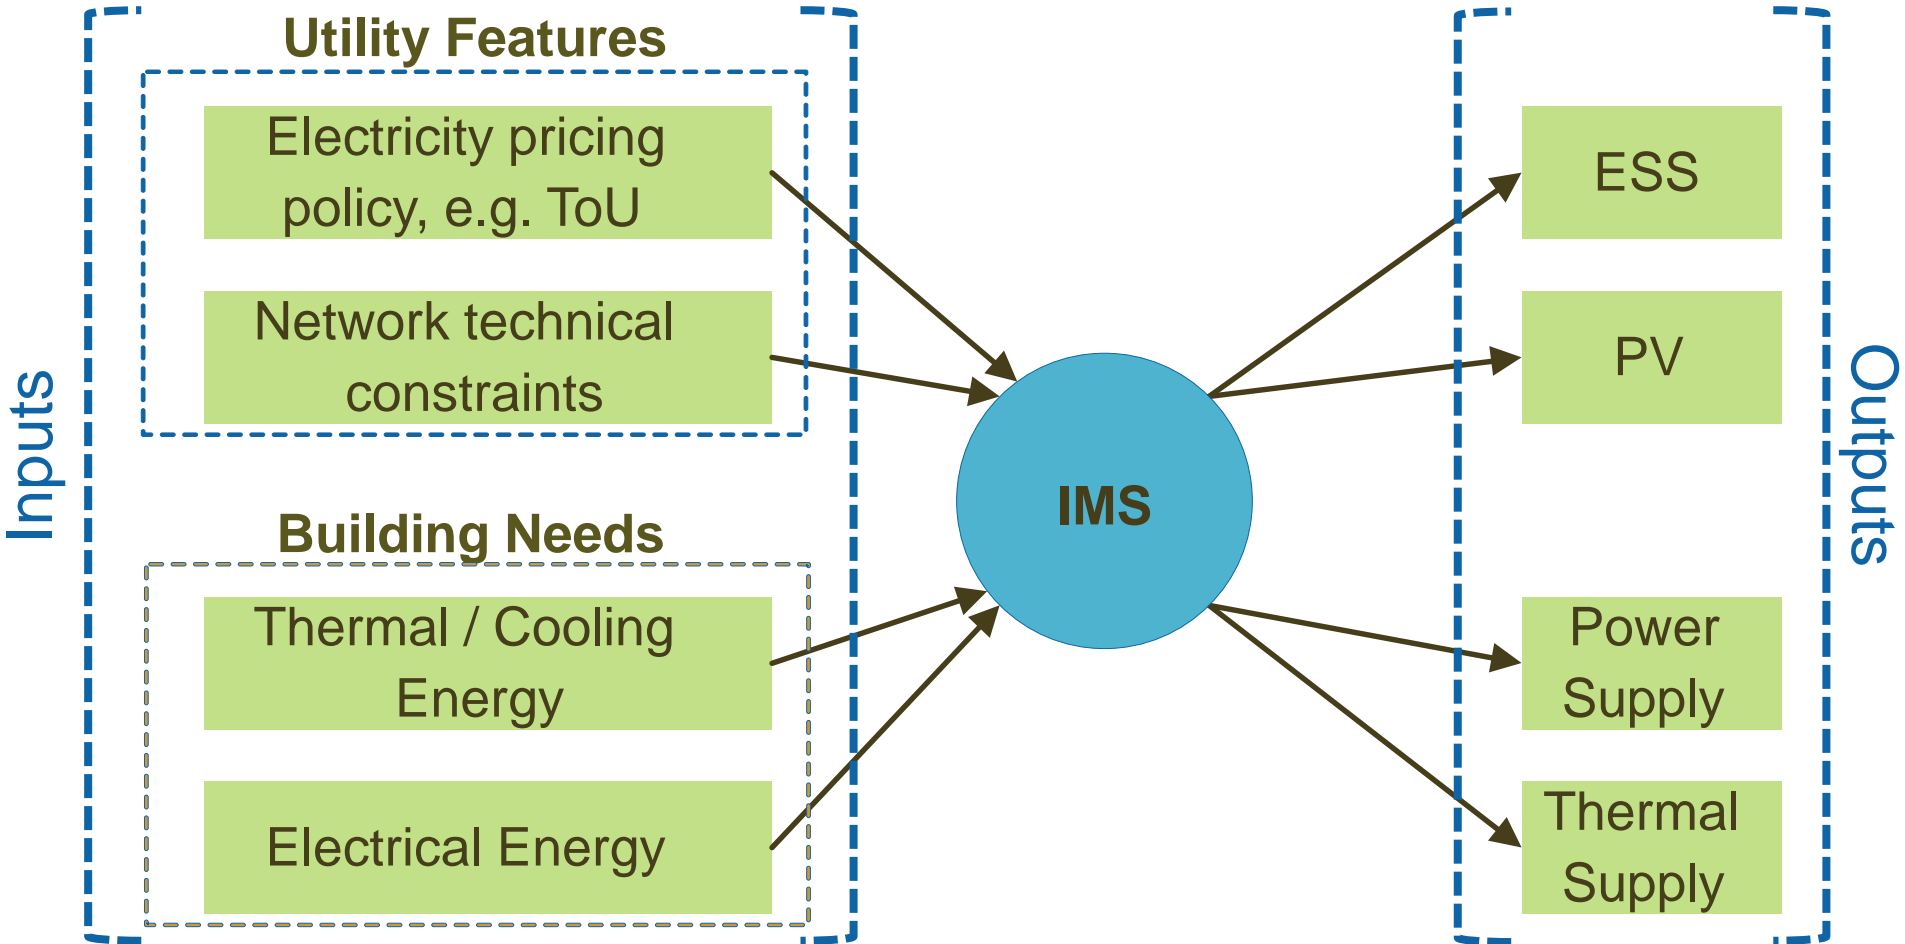 Inputs
Utility Features
Electricity pricing
policy, e.g. ToU
Network technical
constraints
Building Needs
Thermal / Cooling
Energy
Electrical Energy
IMS
ESS
PV
Power
Supply
Thermal
Supply
Outputs